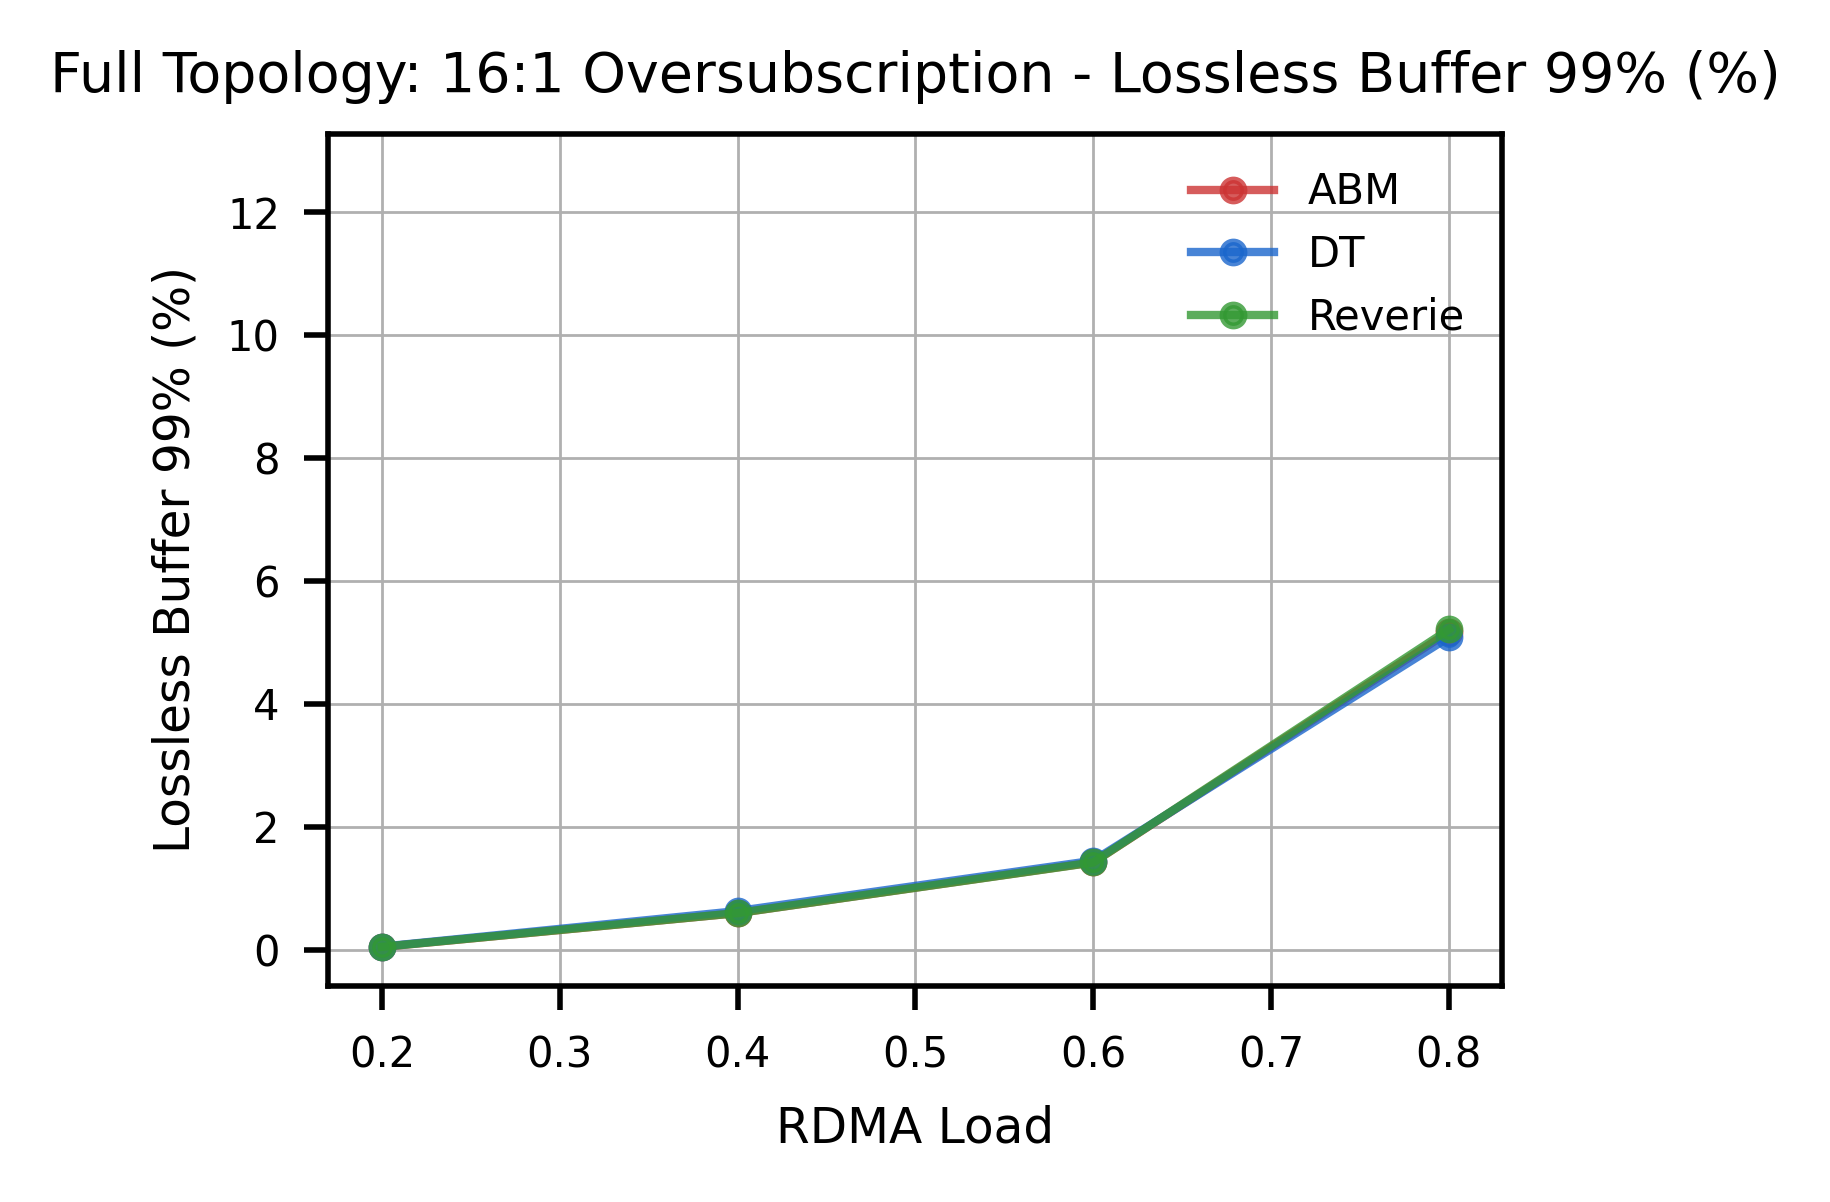 Full Topology: 16:1 Oversubscription - Lossless Buffer 99% (%)
ABM
DT
Reverie
Lossless Buffer 99% (%)
12
10
8
6
4
2
0
0.2 0.3 0.4 0.5 0.6 0.7 0.8
RDMA Load